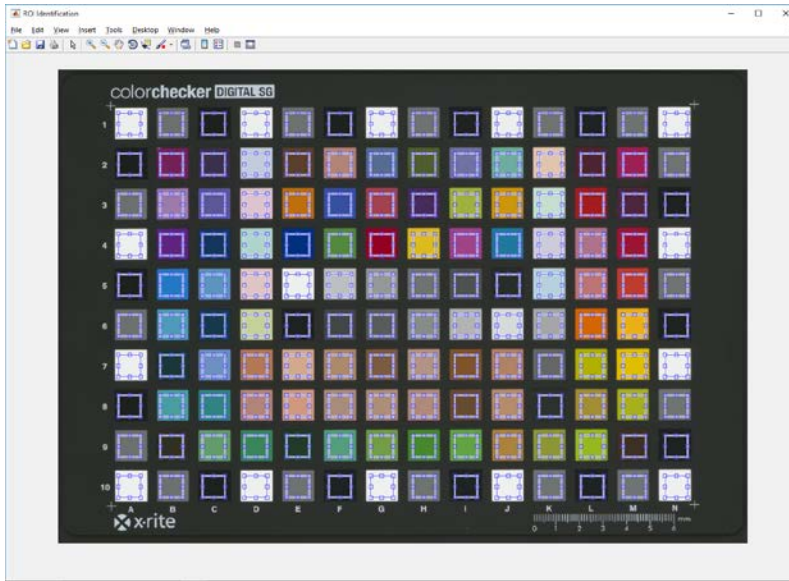 ROI Identification
File Edit View Insert Tools Desktop Window Help
colorchecker DIGITAL SG
1
2
3
4
5
6
7
8
9
10
A B C D E F G H I J K L M N
x-rite
mm
0 1 2 3 4 5 6